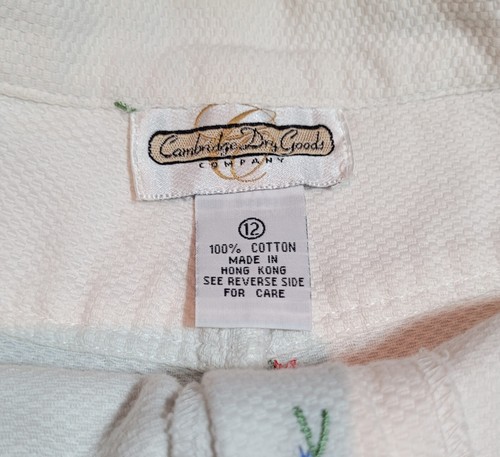 Cambridge Dry Goods
COMPANY
12
100% COTTON
MADE IN
HONG KONG
SEE REVERSE SIDE
FOR CARE